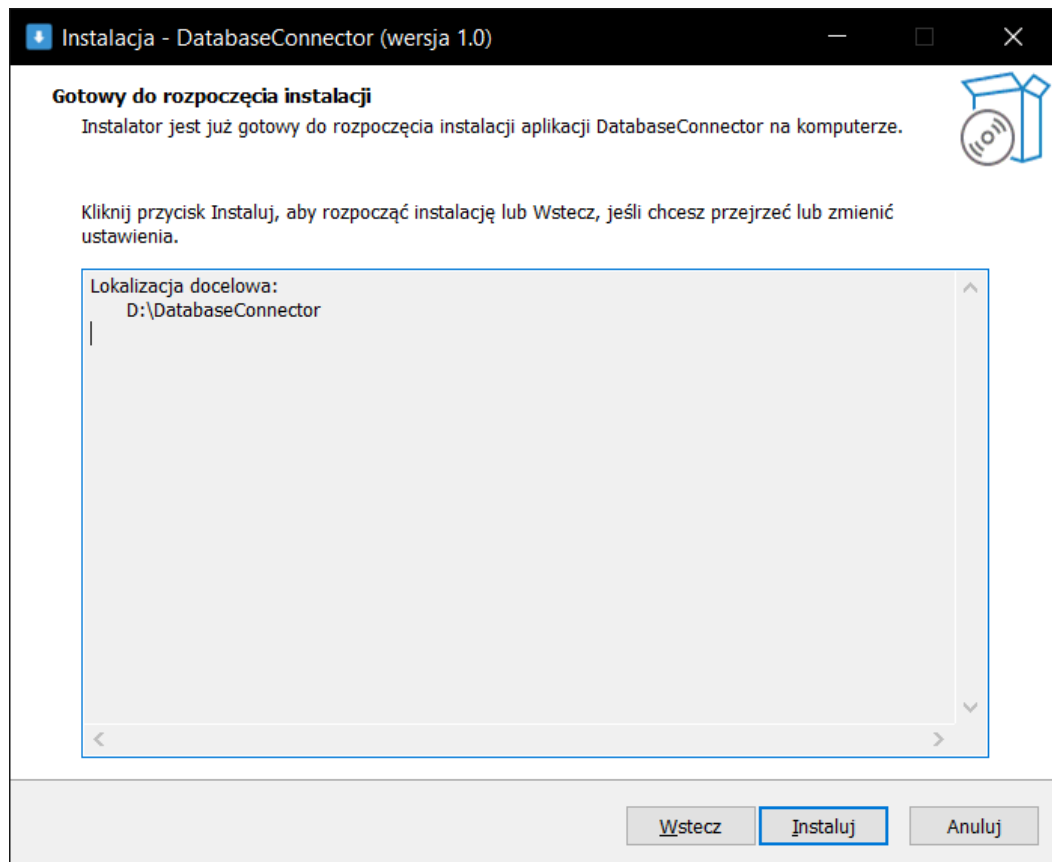 Instalacja - DatabaseConnector (wersja 1.0)
Gotowy do rozpoczęcia instalacji
Instalator jest już gotowy do rozpoczęcia instalacji aplikacji DatabaseConnector na komputerze.
Kliknij przycisk Instaluj, aby rozpocząć instalację lub Wstecz, jeśli chcesz przejrzeć lub zmienić
ustawienia.
Lokalizacja docelowa:
D:\DatabaseConnector
Wstecz
Instaluj
Anuluj